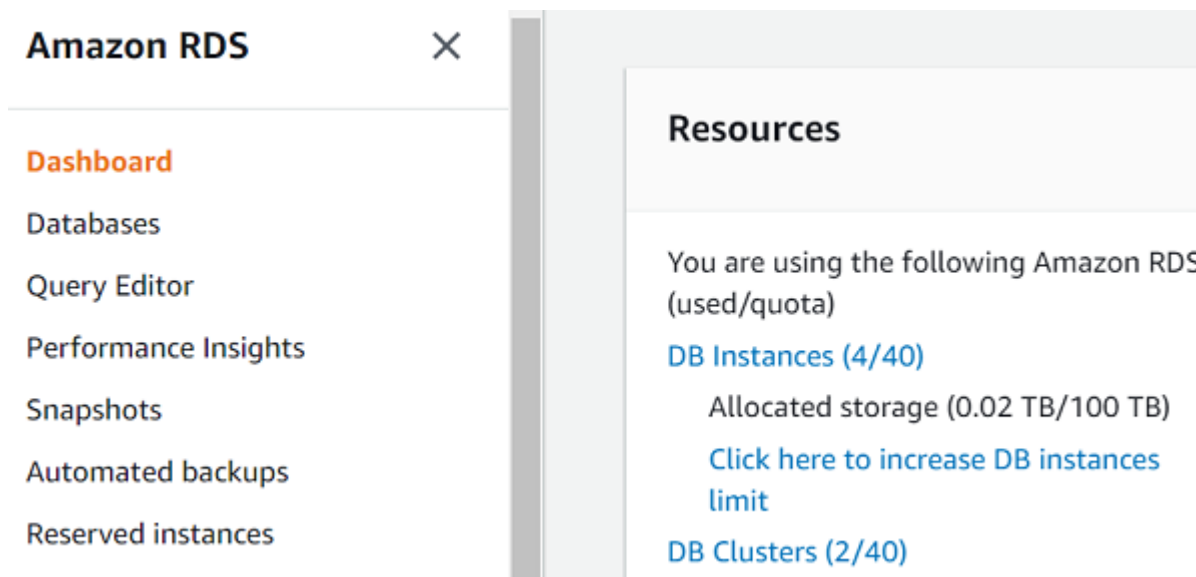 Amazon RDS
Dashboard
Databases
Query Editor
Performance Insights
Snapshots
Automated backups
Reserved instances
Resources
You are using the following Amazon RDS
(used/quota)
DB Instances (4/40)
Allocated storage (0.02 TB/100 TB)
Click here to increase DB instances
limit
DB Clusters (2/40)